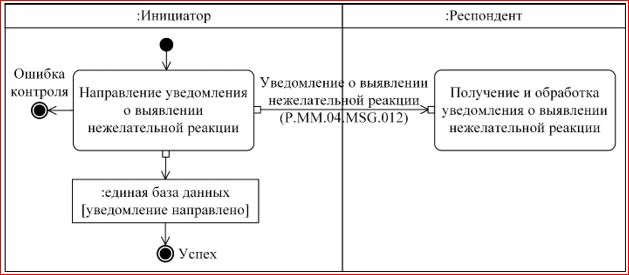 :Инициатор
:Респондент
Ошибка
контроля
Направление уведомления
о выявлении
нежелательной реакции
Уведомление о выявлении
нежелательной реакции
(P.MM.04.MSG.012)
Получение и обработка
уведомления о выявлении
нежелательной реакции
:единая база данных
[уведомление направлено]
Успех